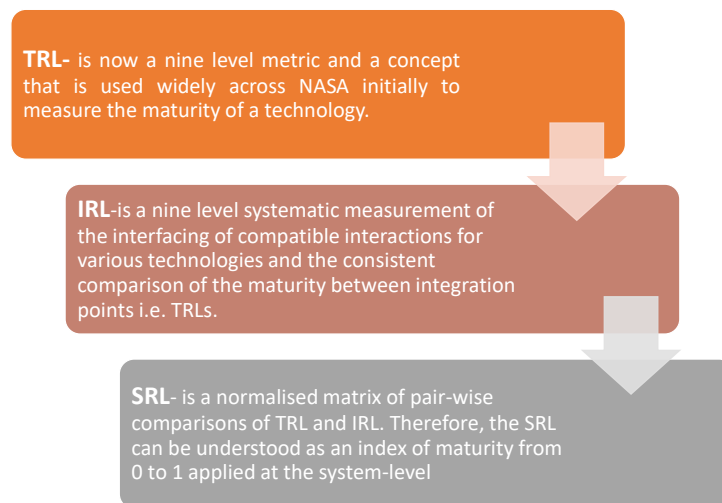 TRL- is now a nine level metric and a concept
that is used widely across NASA initially to
measure the maturity of a technology.
IRL-is a nine level systematic measurement of
the interfacing of compatible interactions for
various technologies and the consistent
comparison of the maturity between integration
points i.e. TRLs.
SRL- is a normalised matrix of pair-wise
comparisons of TRL and IRL. Therefore, the SRL
can be understood as an index of maturity from
0 to 1 applied at the system-level